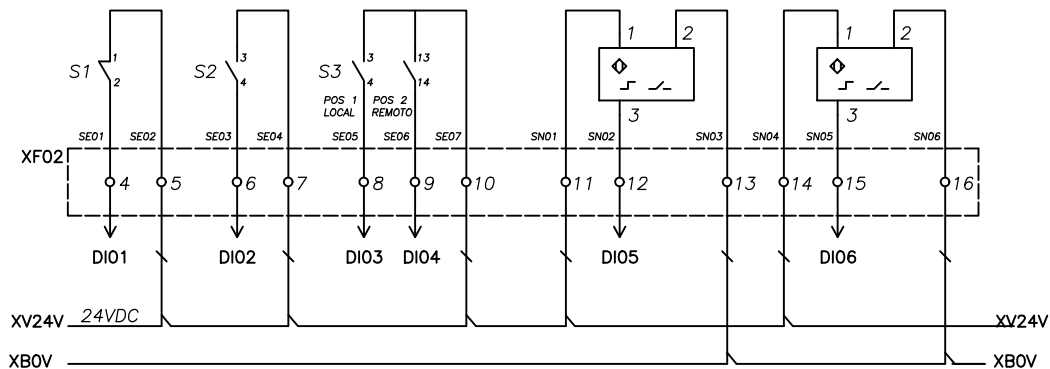 1 2 1 2
S1 1 2 S2 3 4 S3 3 4 13 14
3 3
POS 1 LOCAL POS 2 REMOTO
SE01 SE02 SE03 SE04 SE05 SE06 SE07 SN01 SN02 SN03 SN04 SN05 SN06
XF02
4 5 6 7 8 9 10 11 12 13 14 15 16
DI01 DI02 DI03 DI04 DI05 DI06
XV24V 24VDC XV24V
XB0V XB0V